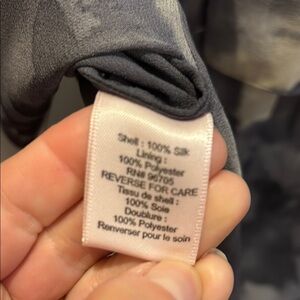 Shell : 100% Silk
Lining :
100% Polyester
RN# 96705
REVERSE FOR CARE
Tissu de shell :
100% Soie
Doublure :
100% Polyester
Renverser pour le soin